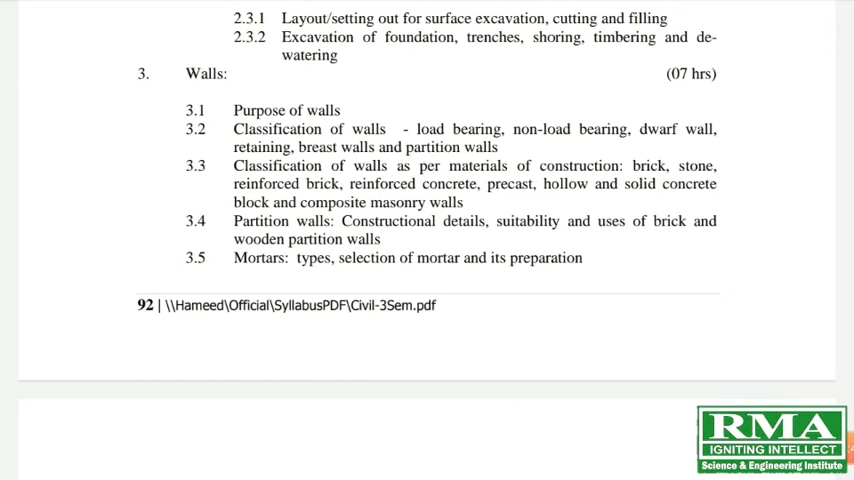 2.3.1 Layout/setting out for surface excavation, cutting and filling
2.3.2 Excavation of foundation, trenches, shoring, timbering and de-
watering
3. Walls: (07 hrs)
3.1 Purpose of walls
3.2 Classification of walls - load bearing, non-load bearing, dwarf wall,
retaining, breast walls and partition walls
3.3 Classification of walls as per materials of construction: brick, stone,
reinforced brick, reinforced concrete, precast, hollow and solid concrete
block and composite masonry walls
3.4 Partition walls: Constructional details, suitability and uses of brick and
wooden partition walls
3.5 Mortars: types, selection of mortar and its preparation
92 | \\Hameed\Official\SyllabusPDF\Civil-3Sem.pdf
RMA
IGNITING INTELLECT
Science & Engineering Institute